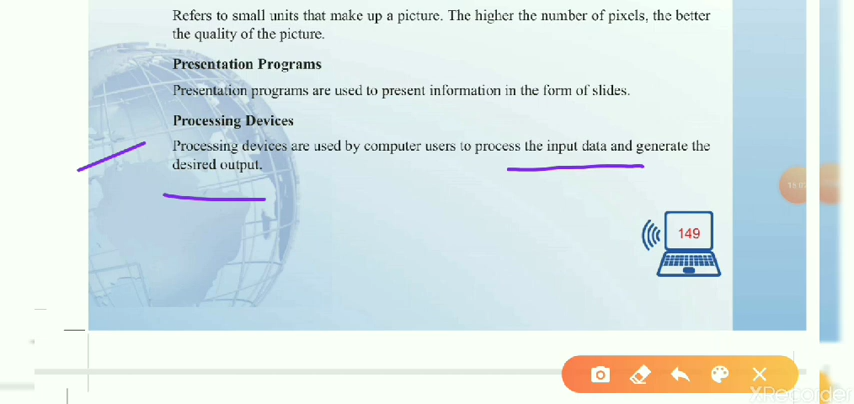 Refers to small units that make up a picture. The higher the number of pixels, the better
the quality of the picture.
Presentation Programs
Presentation programs are used to present information in the form of slides.
Processing Devices
Processing devices are used by computer users to process the input data and generate the
desired output.
149
XRecorder